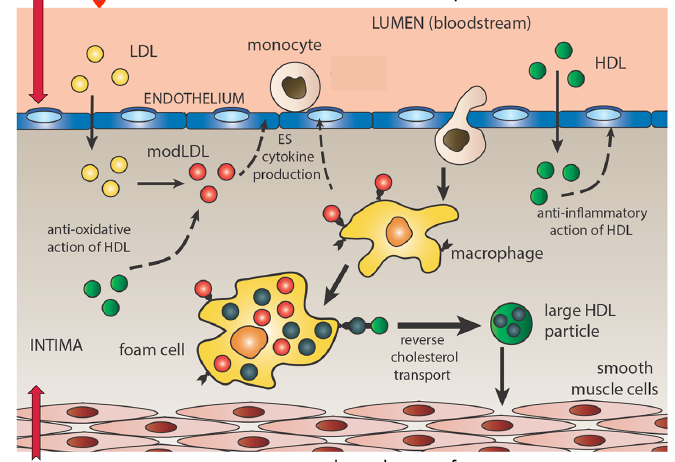 LUMEN (bloodstream)
LDL
monocyte
HDL
ENDOTHELIUM
modLDL
ES
cytokine
production
anti-oxidative
action of HDL
anti-inflammatory
action of HDL
macrophage
INTIMA
foam cell
reverse
cholesterol
transport
large HDL
particle
smooth
muscle cells